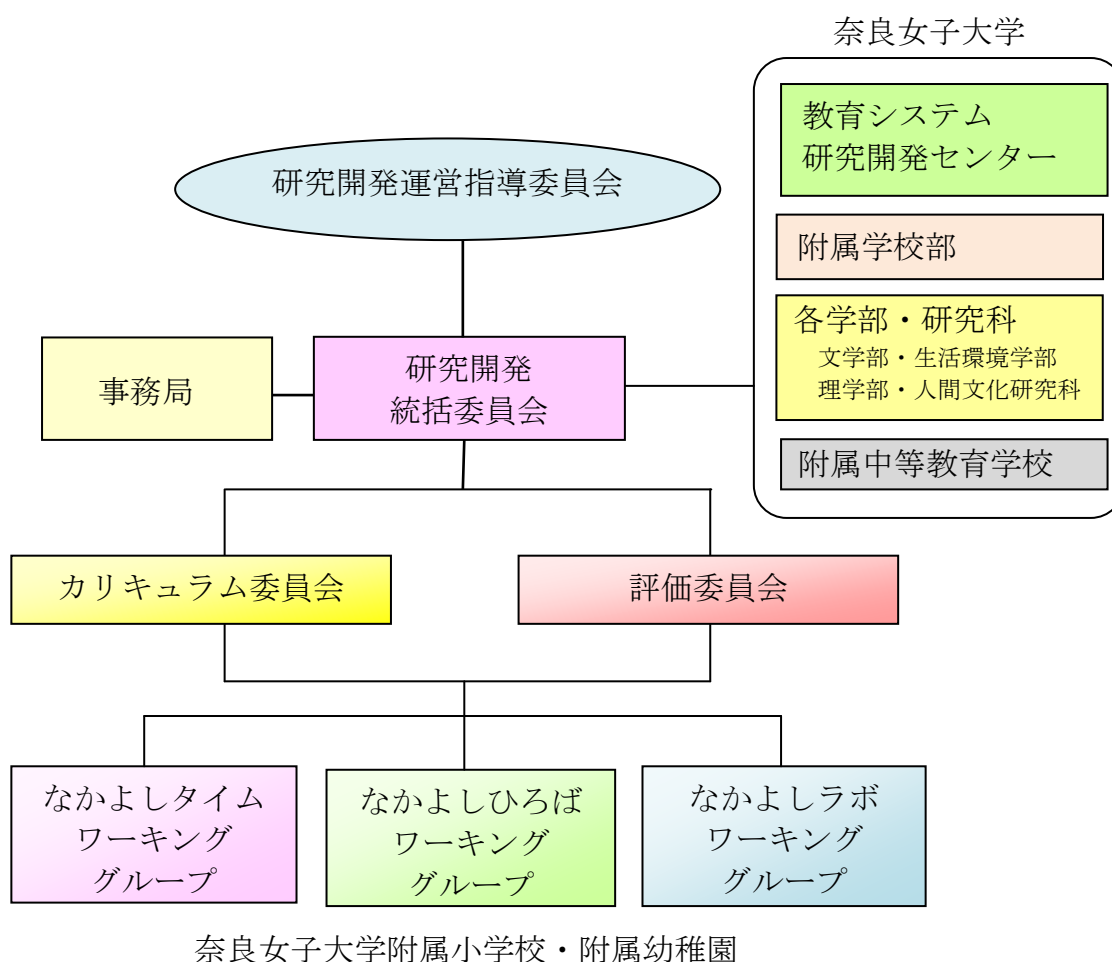 奈良女子大学
教育システム
研究開発センター
附属学校部
各学部・研究科
文学部・生活環境学部
理学部・人間文化研究科
附属中等教育学校
研究開発運営指導委員会
事務局
研究開発
統括委員会
カリキュラム委員会
評価委員会
なかよしタイム
ワーキング
グループ
なかよしひろば
ワーキング
グループ
なかよしラボ
ワーキング
グループ
奈良女子大学附属小学校・附属幼稚園